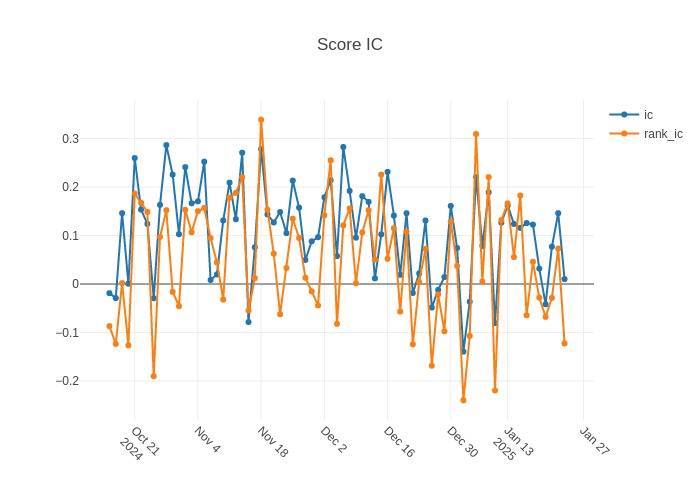 Score IC
ic
rank_ic
0.3
0.2
0.1
0
−0.1
−0.2
Oct 21
2024
Nov 4
Nov 18
Dec 2
Dec 16
Dec 30
Jan 13
2025
Jan 27